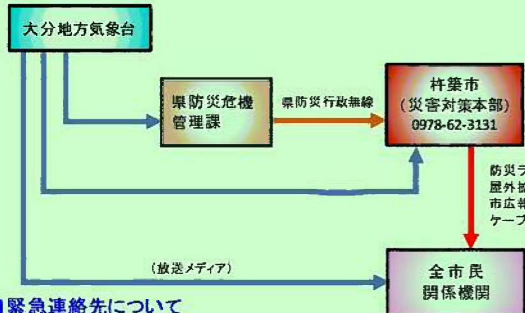 大分地方気象台
県防災危機
管理課
県防災行政無線
杵築市
(災害対策本部)
0978-62-3131
防災ラ
屋外拡
市広報
ケーブ
(放送メディア)
全市民
関係機関
緊急連絡先について